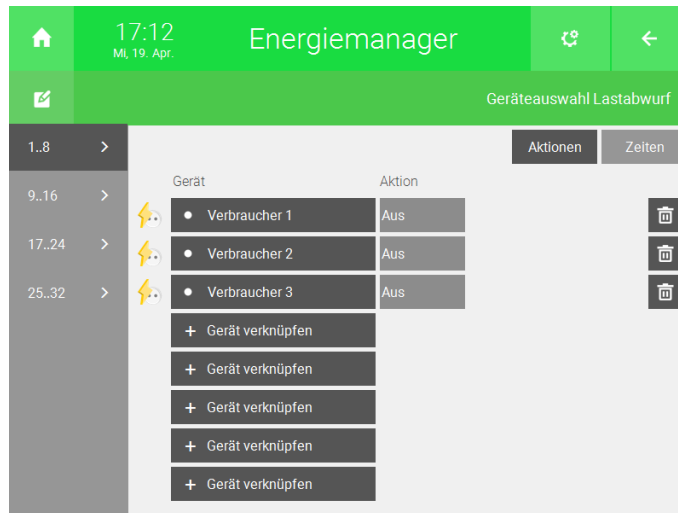 17:12
Mi, 19. Apr.
Energiemanager
Geräteauswahl Lastabwurf
1..8
9..16
17..24
25..32
Aktionen
Zeiten
Gerät
Aktion
Verbraucher 1
Aus
Verbraucher 2
Aus
Verbraucher 3
Aus
+ Gerät verknüpfen
+ Gerät verknüpfen
+ Gerät verknüpfen
+ Gerät verknüpfen
+ Gerät verknüpfen